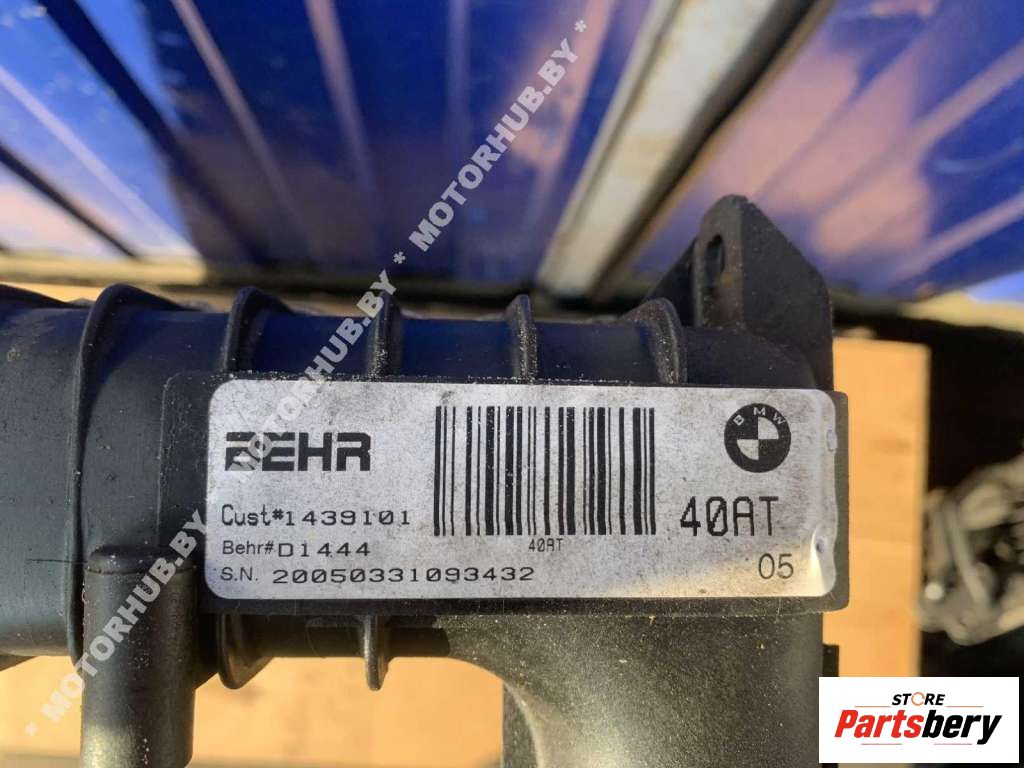 BEHR
Cust#1439101
Behr# D1444
S.N. 20050331093432
40AT
BMW
40AT
05
* MOTORHUB.BY * MOTORHUB.BY * MOTORHUB.BY *
STORE
Partsbery